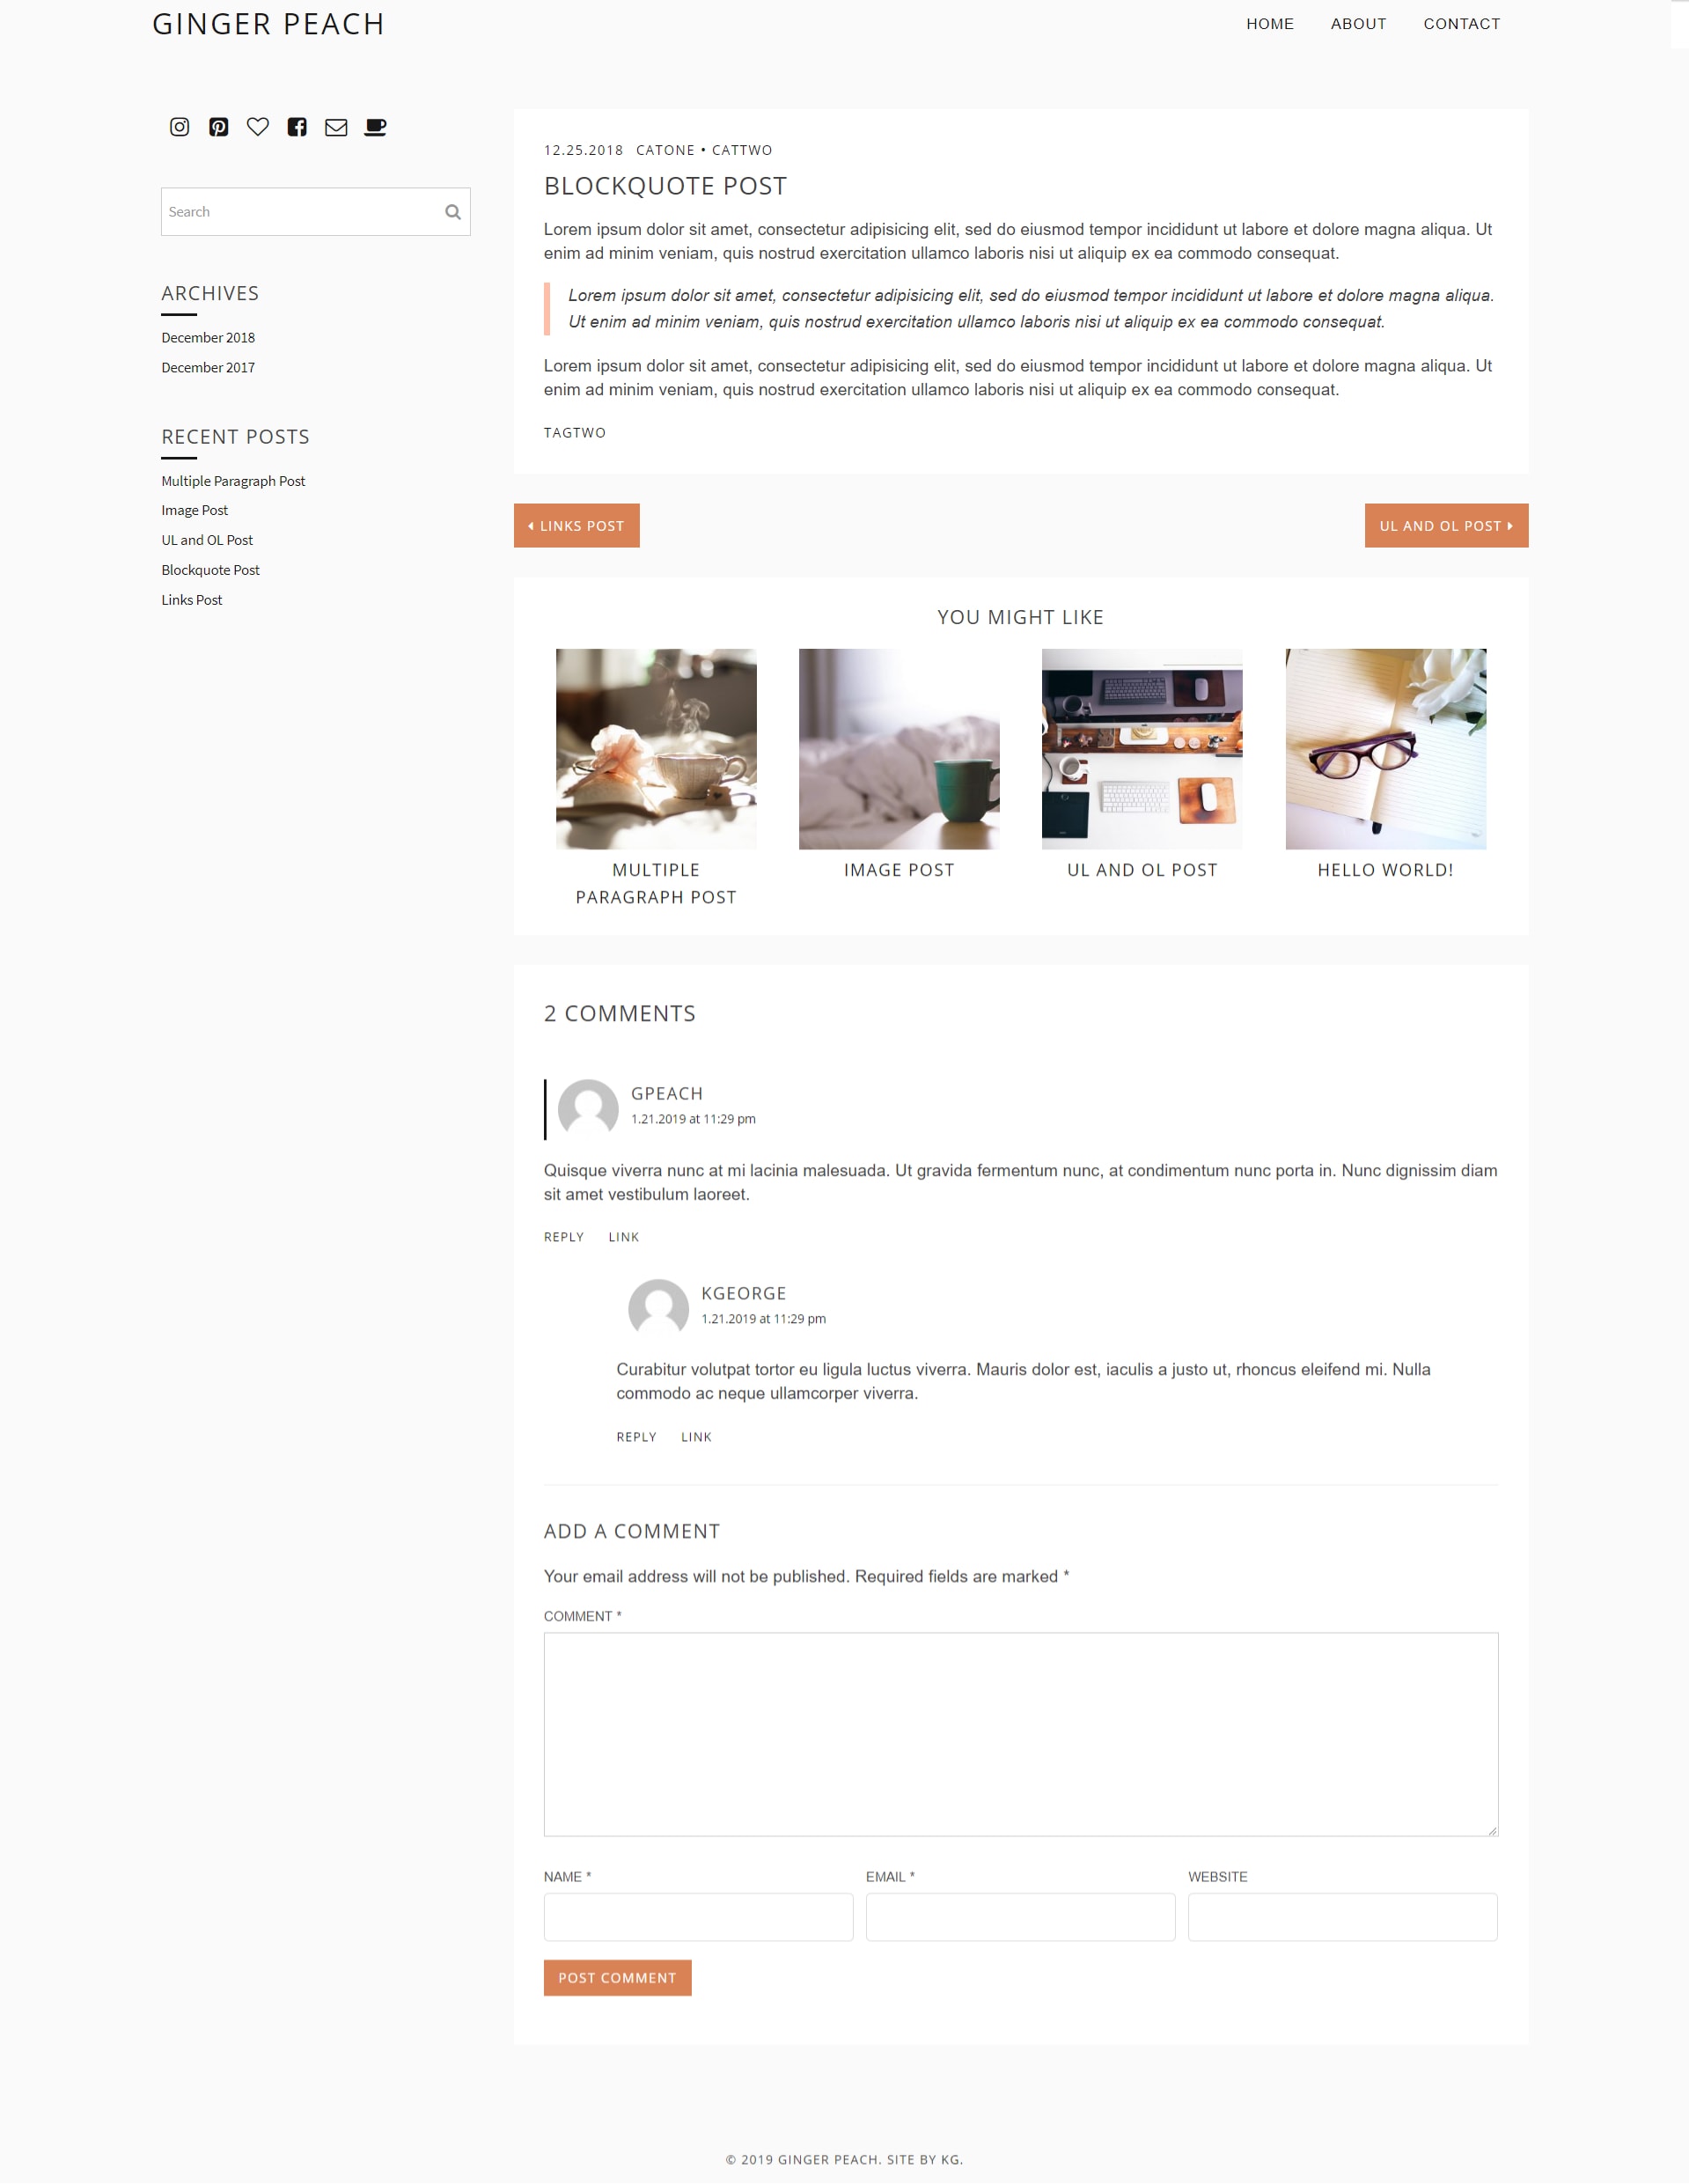 GINGER PEACH
HOME ABOUT CONTACT
Search
ARCHIVES
December 2018
December 2017
RECENT POSTS
Multiple Paragraph Post
Image Post
UL and OL Post
Blockquote Post
Links Post
12.25.2018 CATONE • CATTWO
BLOCKQUOTE POST
Lorem ipsum dolor sit amet, consectetur adipisicing elit, sed do eiusmod tempor incididunt ut labore et dolore magna aliqua. Ut
enim ad minim veniam, quis nostrud exercitation ullamco laboris nisi ut aliquip ex ea commodo consequat.
Lorem ipsum dolor sit amet, consectetur adipisicing elit, sed do eiusmod tempor incididunt ut labore et dolore magna aliqua.
Ut enim ad minim veniam, quis nostrud exercitation ullamco laboris nisi ut aliquip ex ea commodo consequat.
Lorem ipsum dolor sit amet, consectetur adipisicing elit, sed do eiusmod tempor incididunt ut labore et dolore magna aliqua. Ut
enim ad minim veniam, quis nostrud exercitation ullamco laboris nisi ut aliquip ex ea commodo consequat.
TAGTWO
LINKS POST
UL AND OL POST
YOU MIGHT LIKE
MULTIPLE
PARAGRAPH POST
IMAGE POST
UL AND OL POST
HELLO WORLD!
2 COMMENTS
GPEACH
1.21.2019 at 11:29 pm
Quisque viverra nunc at mi lacinia malesuada. Ut gravida fermentum nunc, at condimentum nunc porta in. Nunc dignissim diam
sit amet vestibulum laoreet.
REPLY LINK
KGEORGE
1.21.2019 at 11:29 pm
Curabitur volutpat tortor eu ligula luctus viverra. Mauris dolor est, iaculis a justo ut, rhoncus eleifend mi. Nulla
commodo ac neque ullamcorper viverra.
REPLY LINK
ADD A COMMENT
Your email address will not be published. Required fields are marked *
COMMENT *
NAME * EMAIL * WEBSITE
POST COMMENT
© 2019 GINGER PEACH. SITE BY KG.